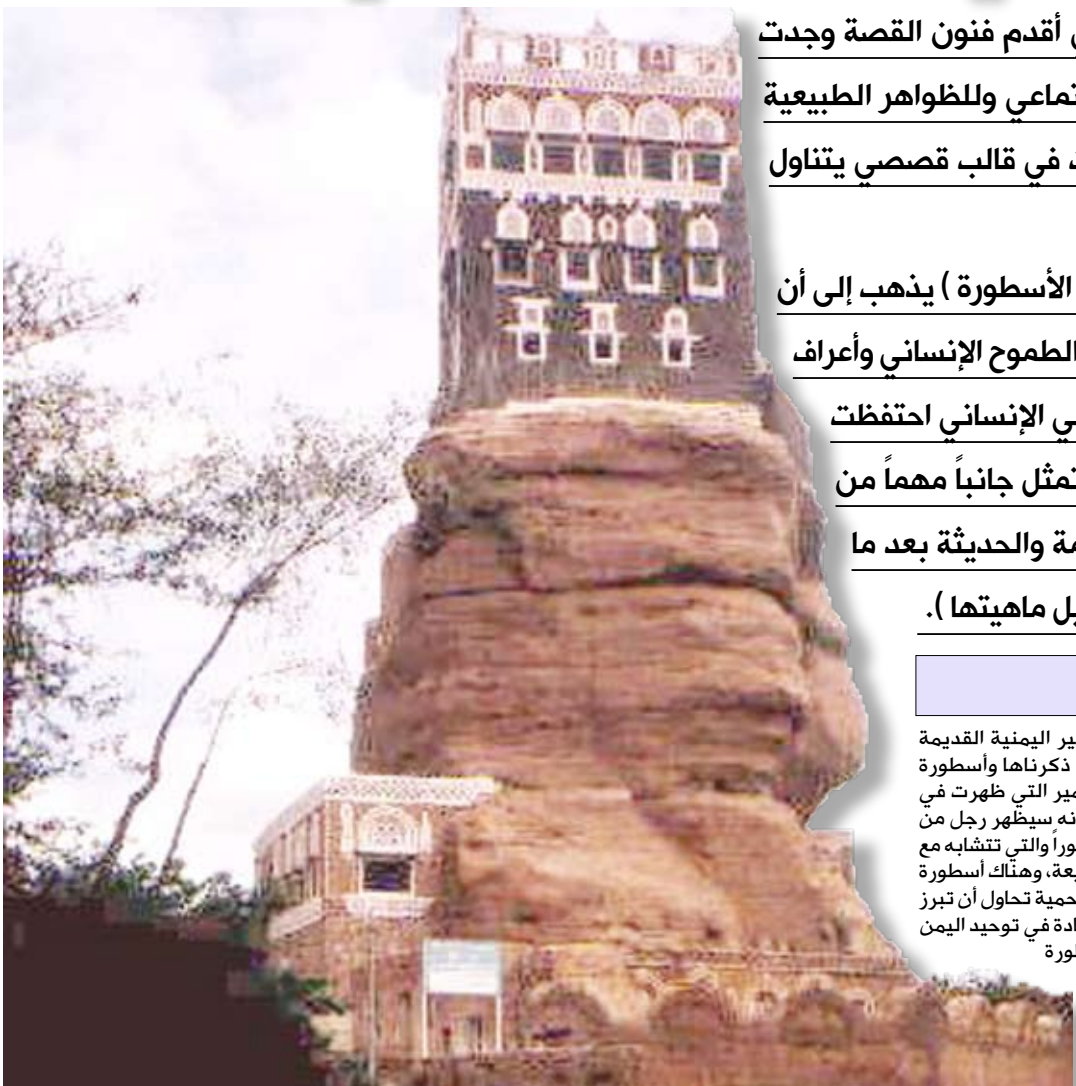 أقدم فنون القصة وجدت
تماعي وللظواهر الطبيعية
في قالب قصصي يتناول
الأسطورة ) يذهب إلى أن
الطموح الإنساني وأعراف
ي الإنساني احتفظت
تمثل جانباً مهماً من
مة والحديثة بعد ما
ل ماهيتها ).
ير اليمنية القديمة
ذكرناها وأسطورة
مير التي ظهرت في
نه سيظهر رجل من
وراً والتي تتشابه مع
يعة، وهناك أسطورة
حمية تحاول أن تبرز
ادة في توحيد اليمن
ورة